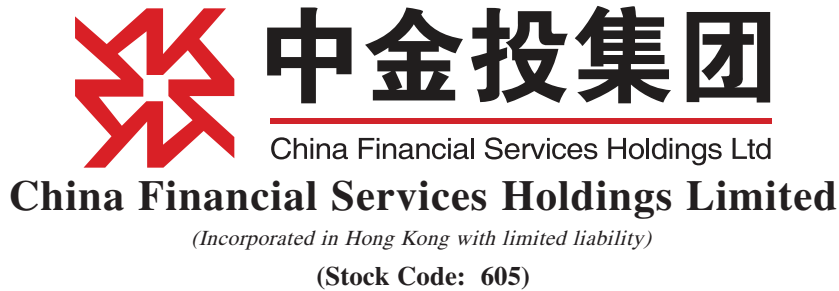 中金投集团
China Financial Services Holdings Ltd
China Financial Services Holdings Limited
(Incorporated in Hong Kong with limited liability)
(Stock Code: 605)